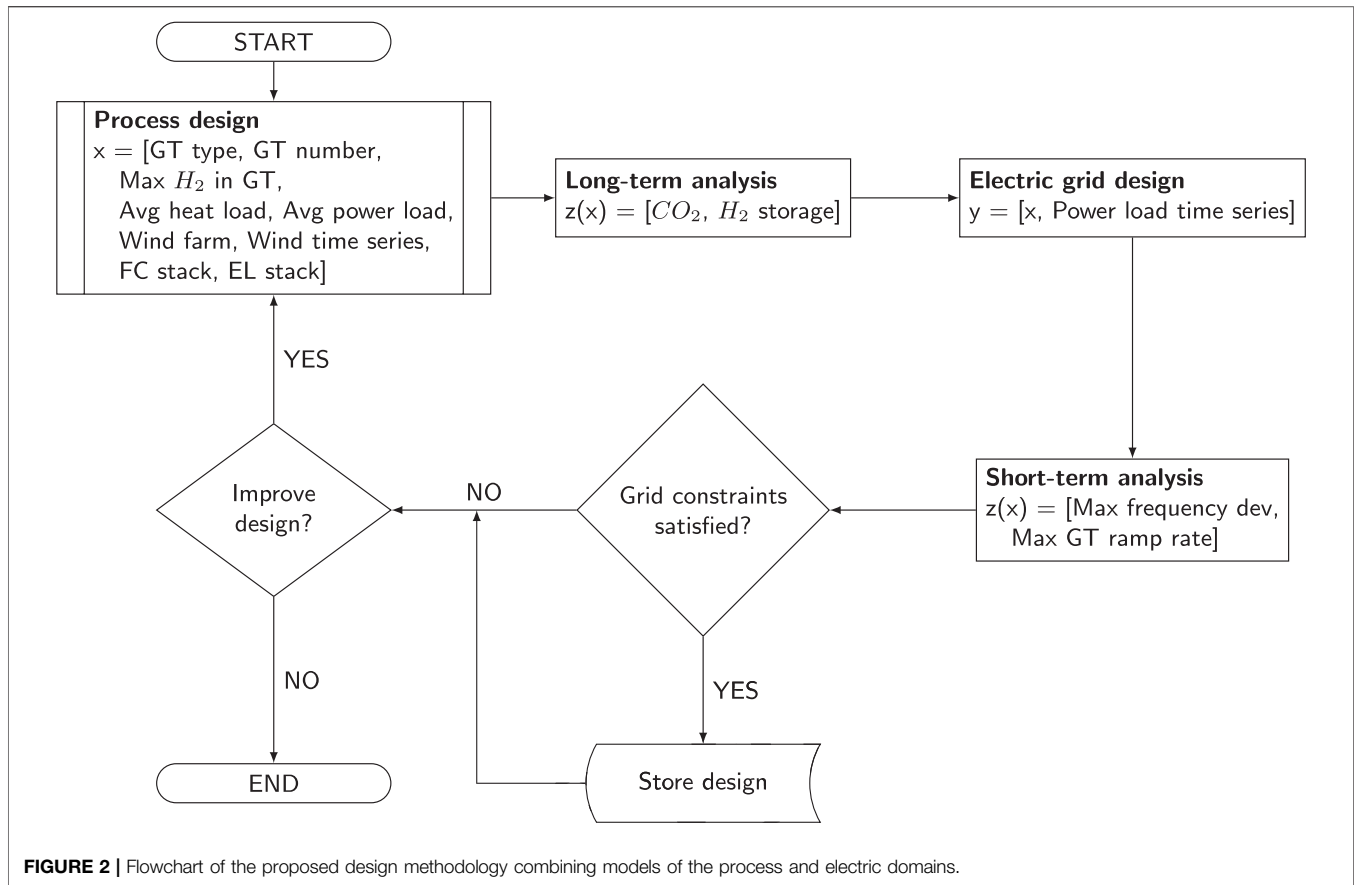 START
Process design
x = [GT type, GT number,
Max H₂ in GT,
Avg heat load, Avg power load,
Wind farm, Wind time series,
FC stack, EL stack]
Long-term analysis
z(x) = [CO₂, H₂ storage]
Electric grid design
y = [x, Power load time series]
YES
Short-term analysis
z(x) = [Max frequency dev,
Max GT ramp rate]
Grid constraints
satisfied?
NO
Improve
design?
NO
YES
Store design
END
FIGURE 2 | Flowchart of the proposed design methodology combining models of the process and electric domains.